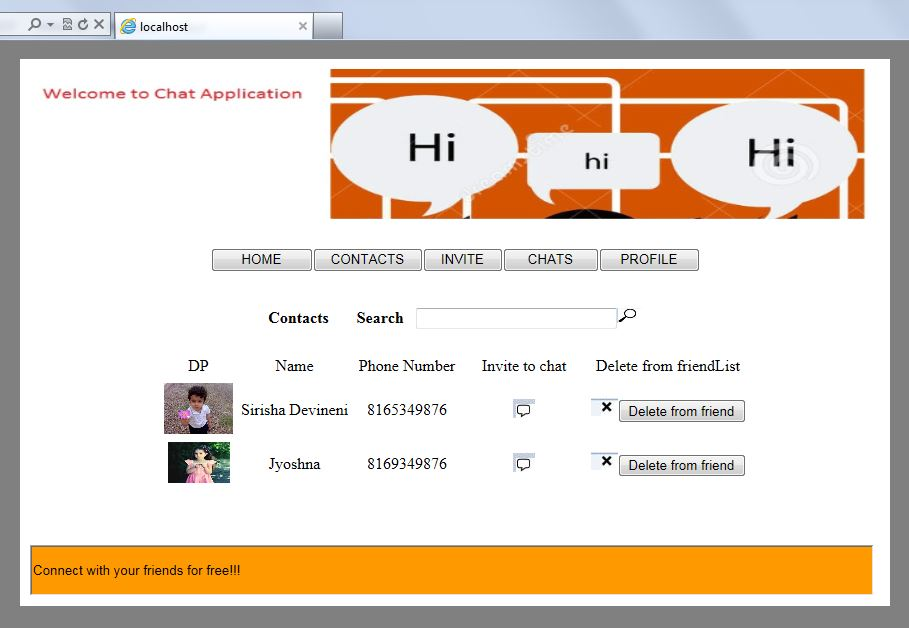 localhost
Welcome to Chat Application
Hi hi Hi
HOME CONTACTS INVITE CHATS PROFILE
Contacts Search
DP Name Phone Number Invite to chat Delete from friendList
Sirisha Devineni 8165349876 Delete from friend
Jyoshna 8169349876 Delete from friend
Connect with your friends for free!!!